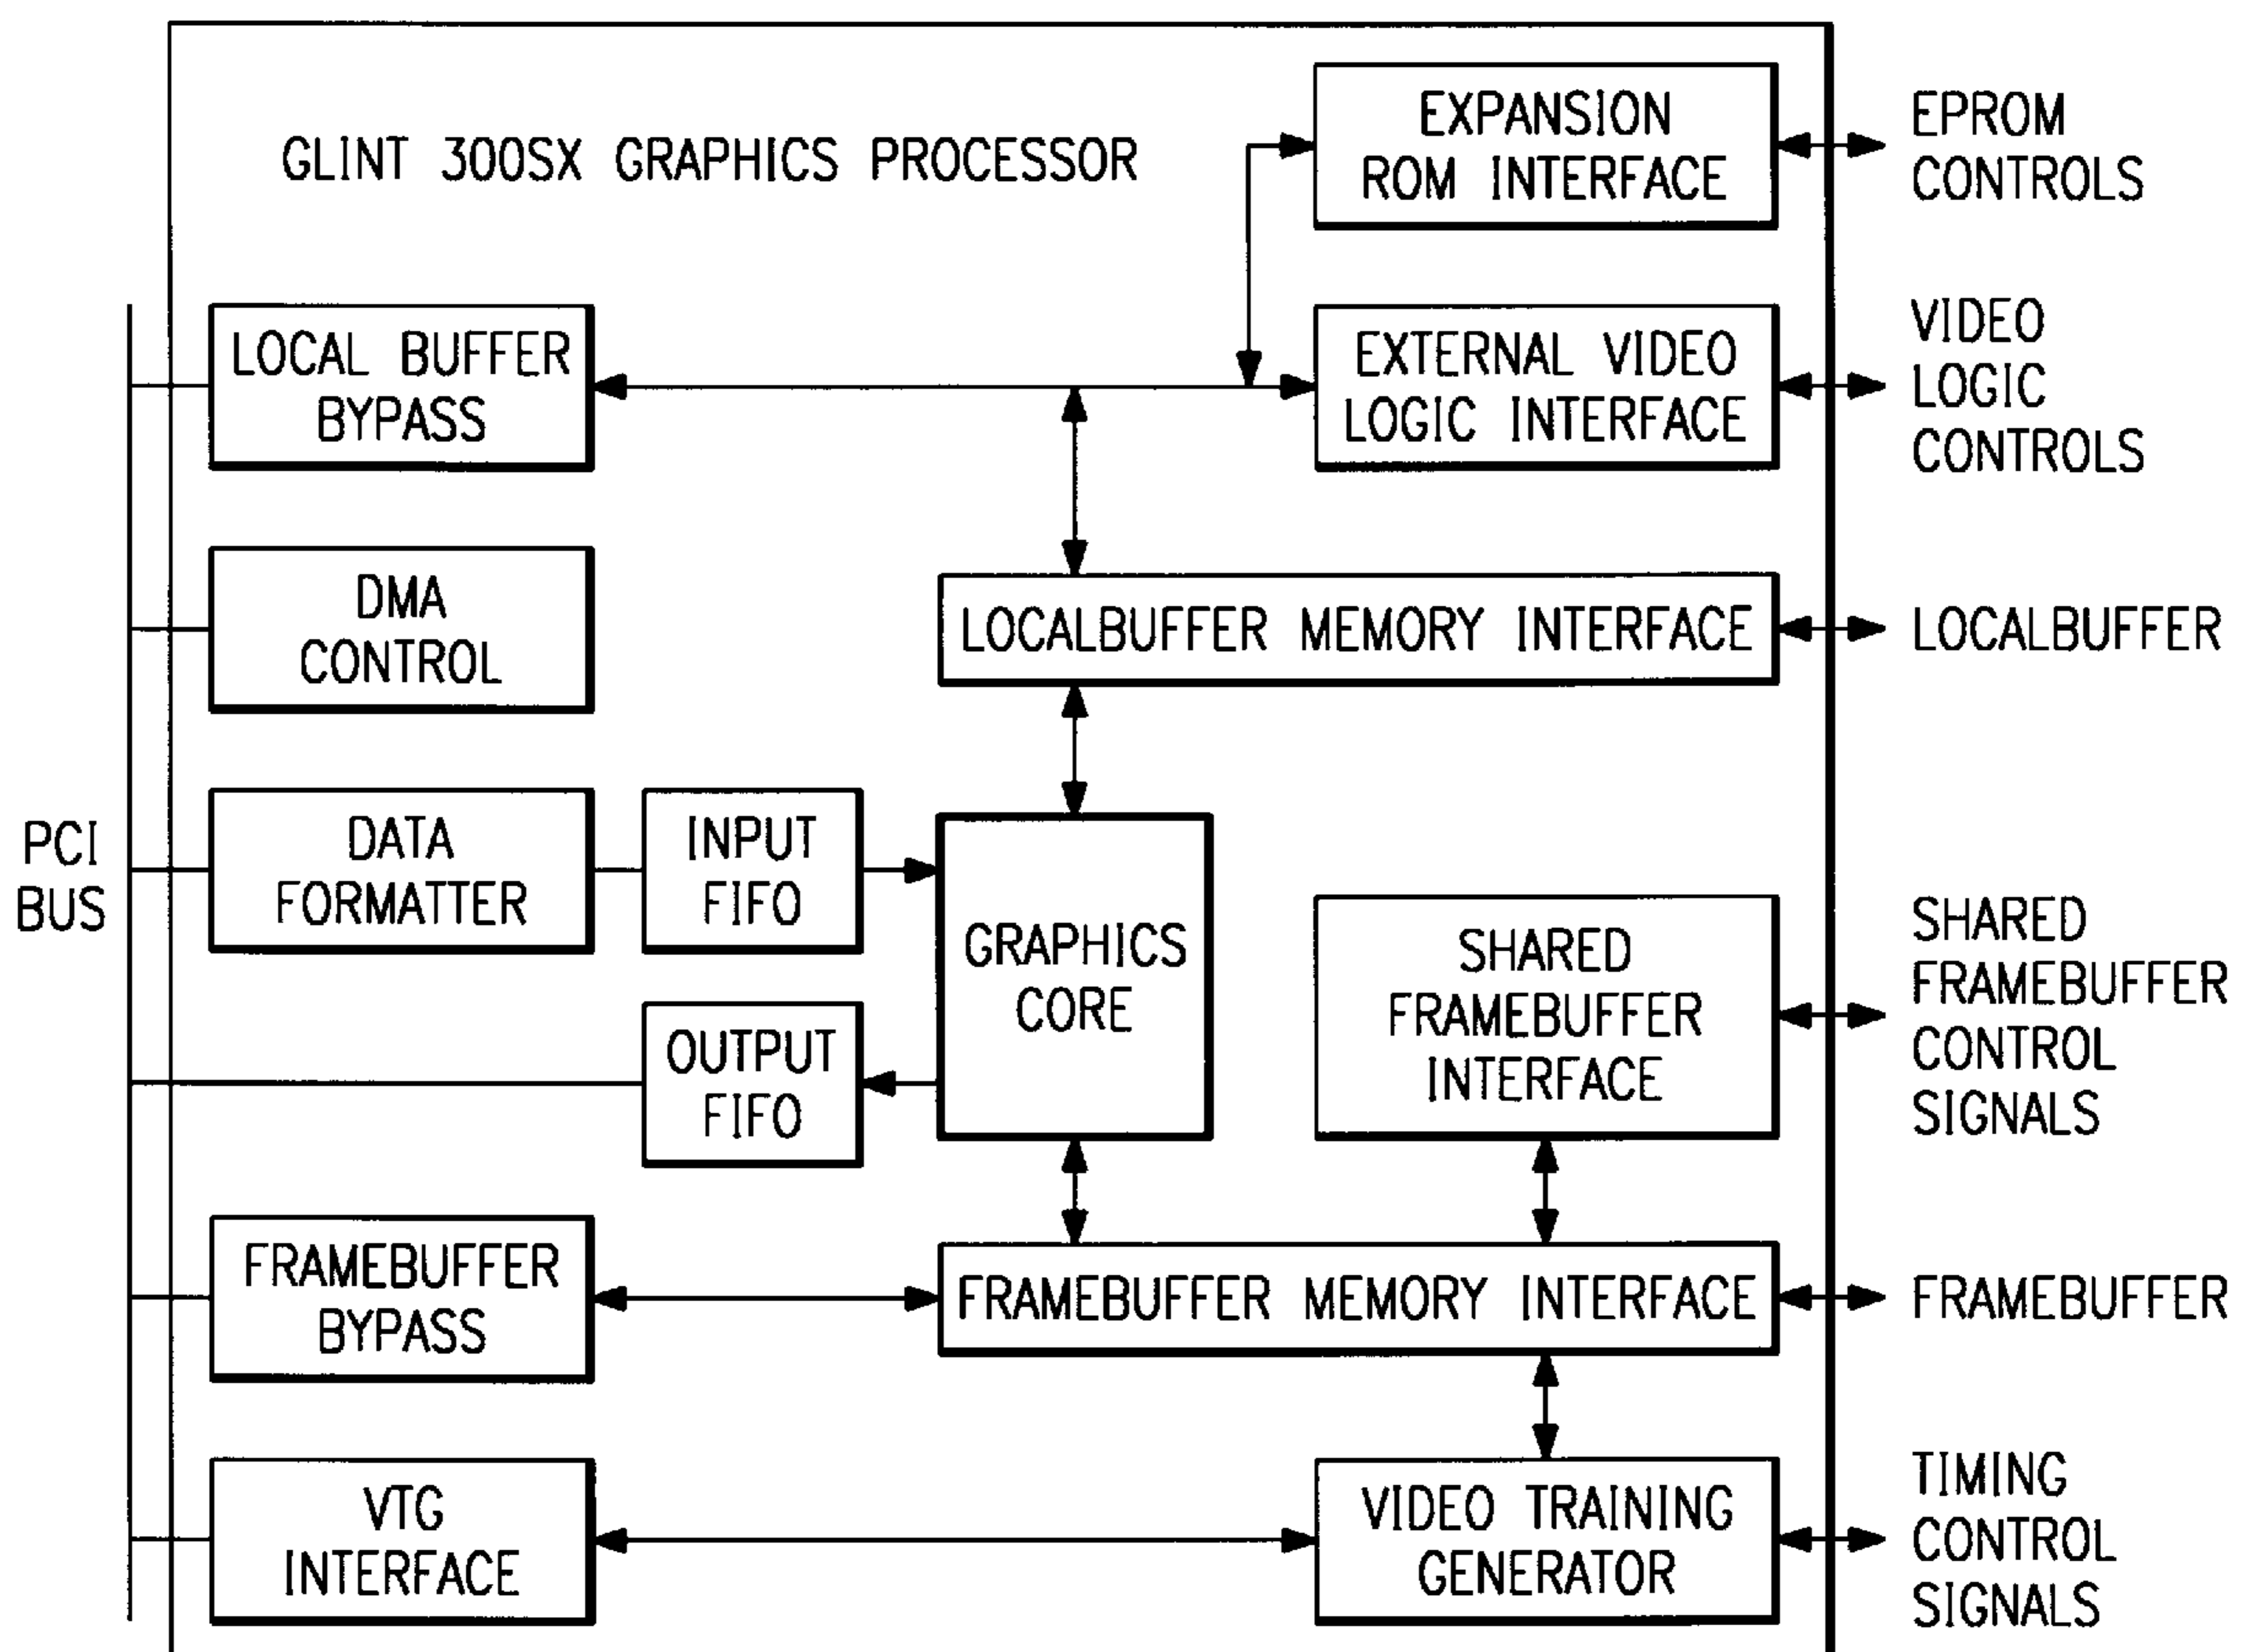 GLINT 300SX GRAPHICS PROCESSOR
EXPANSION
ROM INTERFACE
EPROM
CONTROLS
LOCAL BUFFER
BYPASS
EXTERNAL VIDEO
LOGIC INTERFACE
VIDEO
LOGIC
CONTROLS
DMA
CONTROL
LOCALBUFFER MEMORY INTERFACE
LOCALBUFFER
PCI
BUS
DATA
FORMATTER
INPUT
FIFO
GRAPHICS
CORE
OUTPUT
FIFO
SHARED
FRAMEBUFFER
INTERFACE
SHARED
FRAMEBUFFER
CONTROL
SIGNALS
FRAMEBUFFER
BYPASS
FRAMEBUFFER MEMORY INTERFACE
FRAMEBUFFER
VTG
INTERFACE
VIDEO TRAINING
GENERATOR
TIMING
CONTROL
SIGNALS